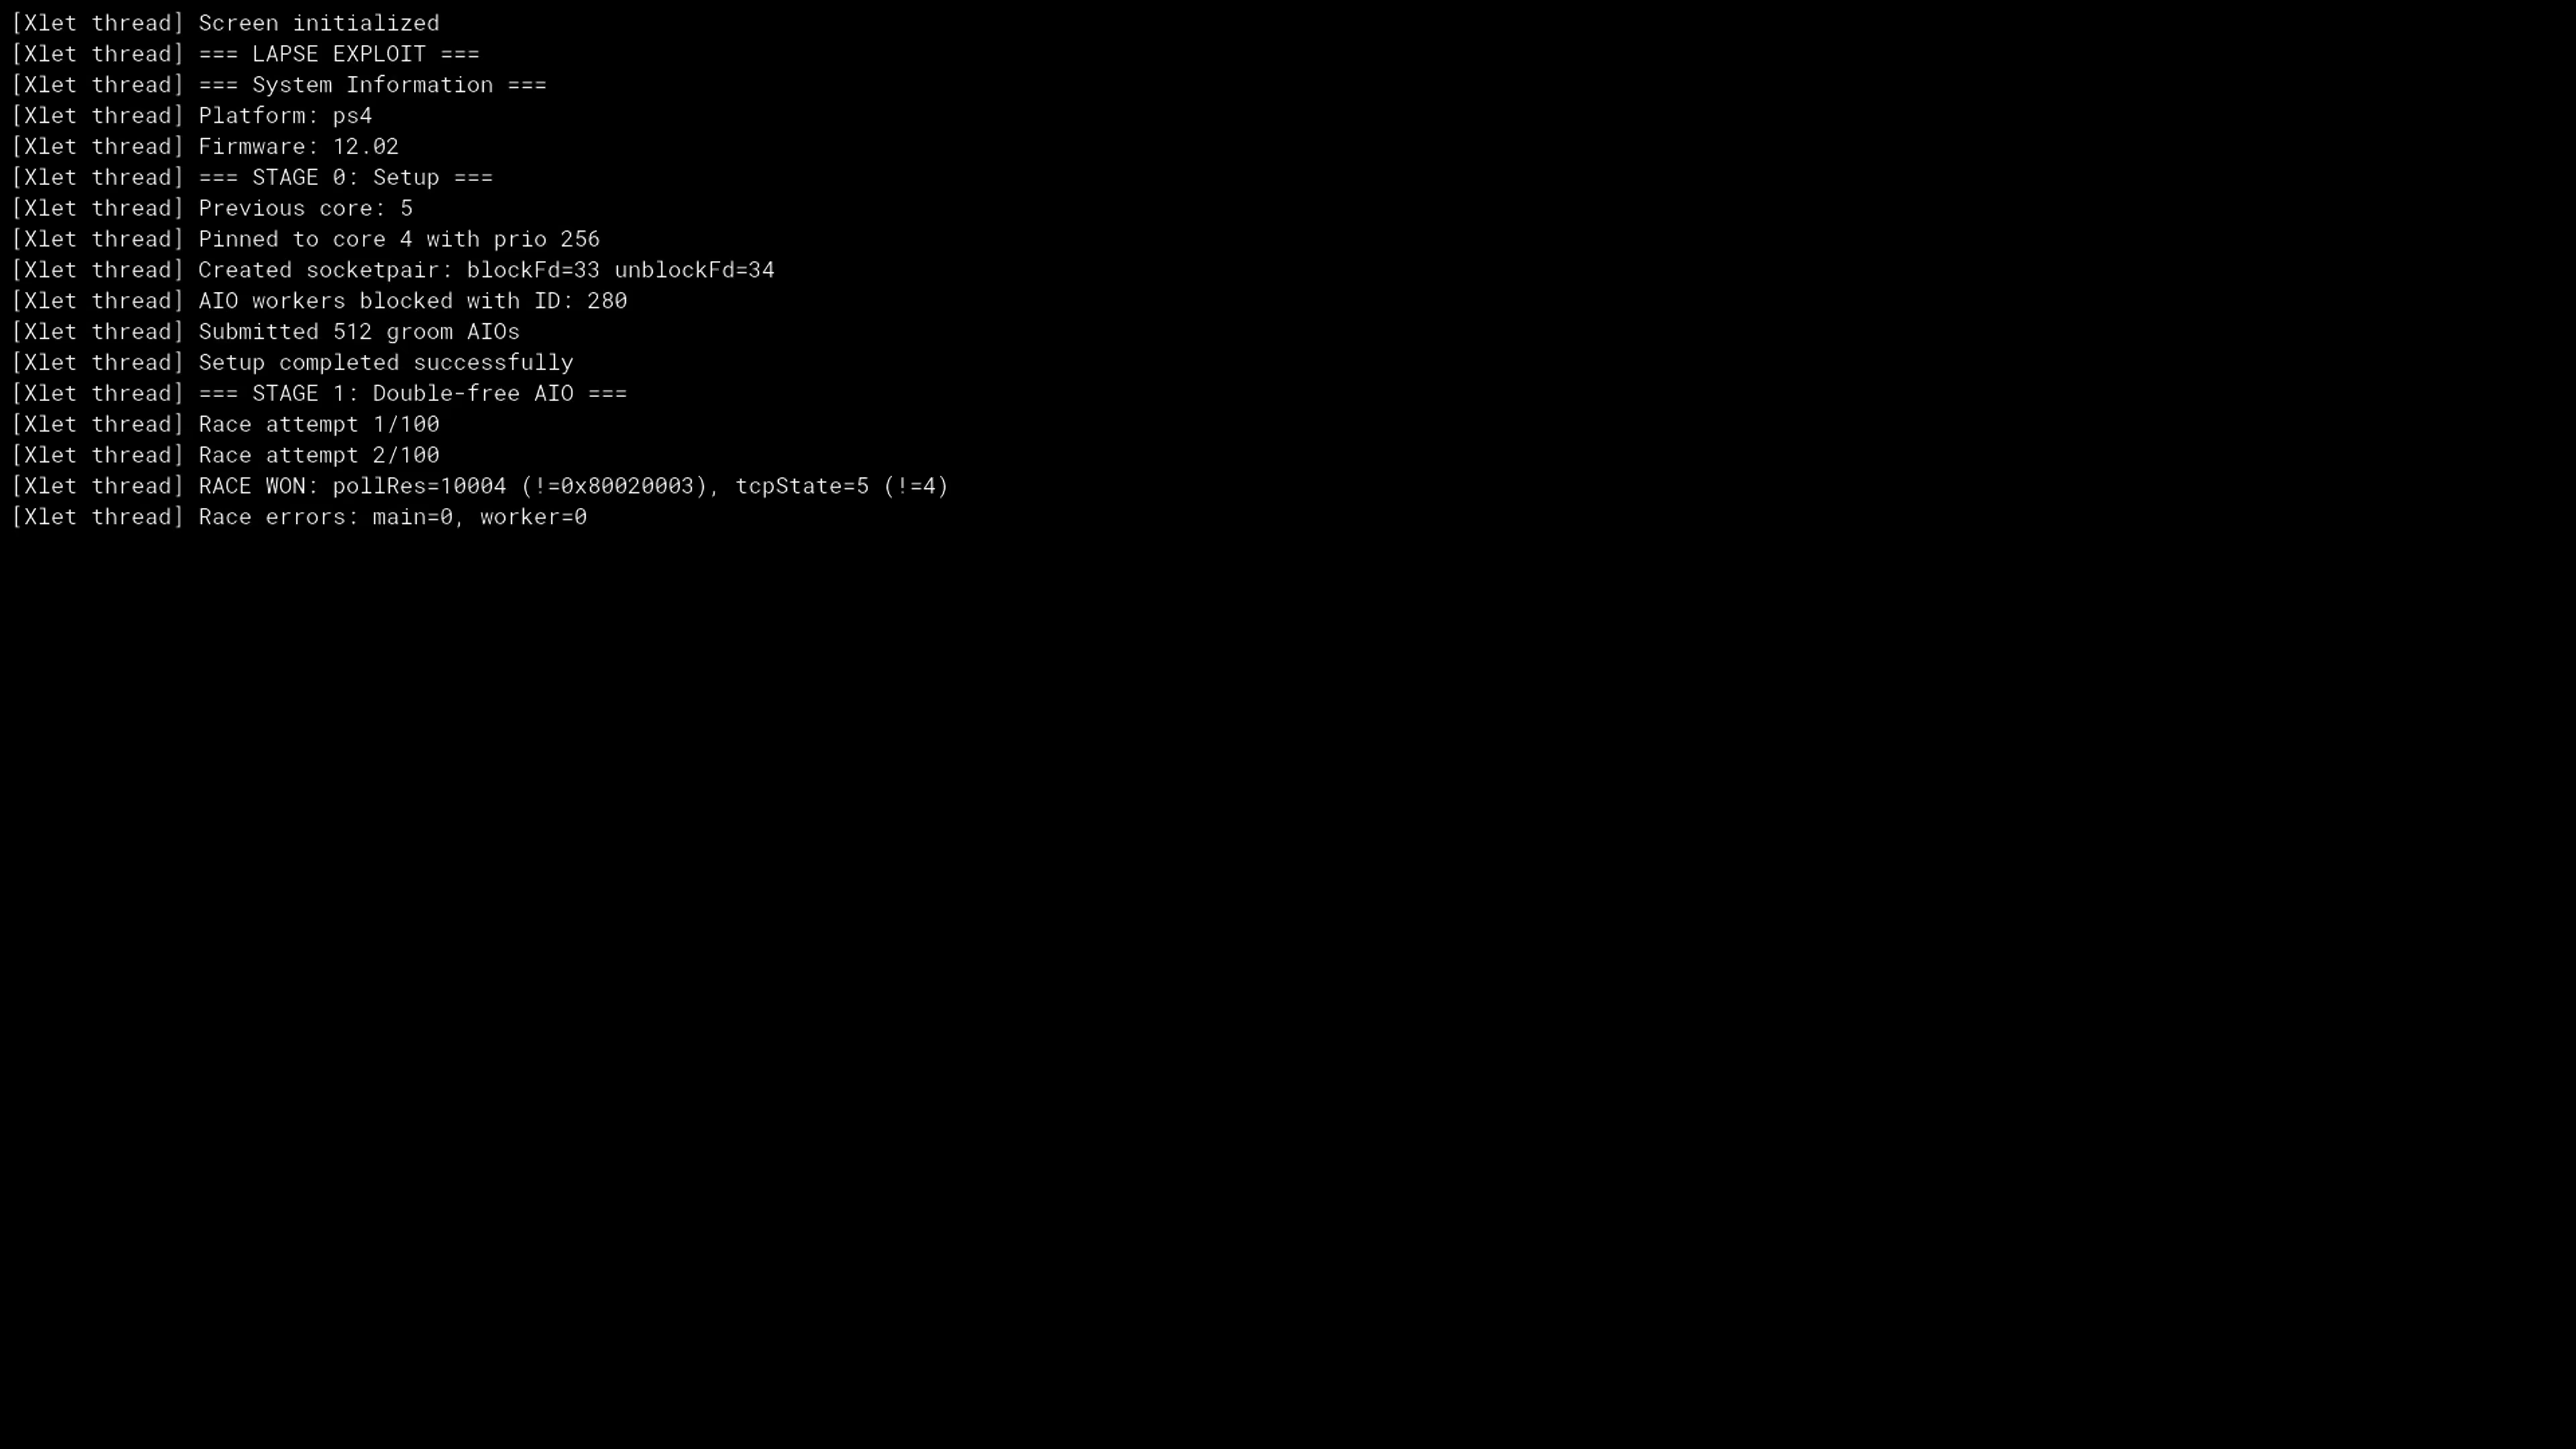 [Xlet thread] Screen initialized
[Xlet thread] === LAPSE EXPLOIT ===
[Xlet thread] === System Information ===
[Xlet thread] Platform: ps4
[Xlet thread] Firmware: 12.02
[Xlet thread] === STAGE 0: Setup ===
[Xlet thread] Previous core: 5
[Xlet thread] Pinned to core 4 with prio 256
[Xlet thread] Created socketpair: blockFd=33 unblockFd=34
[Xlet thread] AIO workers blocked with ID: 280
[Xlet thread] Submitted 512 groom AIOs
[Xlet thread] Setup completed successfully
[Xlet thread] === STAGE 1: Double-free AIO ===
[Xlet thread] Race attempt 1/100
[Xlet thread] Race attempt 2/100
[Xlet thread] RACE WON: pollRes=10004 (!=0x80020003), tcpState=5 (!=4)
[Xlet thread] Race errors: main=0, worker=0